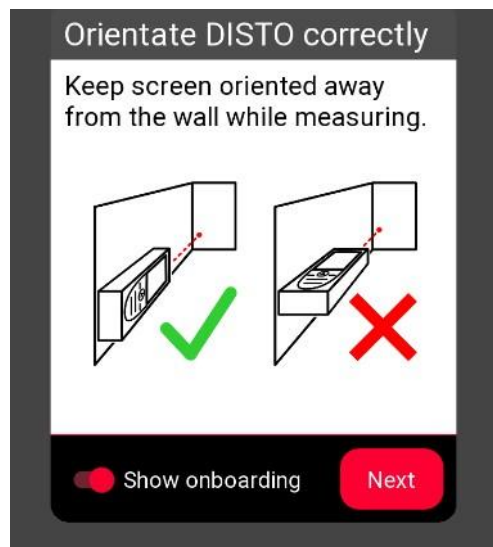 Orientate DISTO correctly
Keep screen oriented away
from the wall while measuring.
Show onboarding
Next